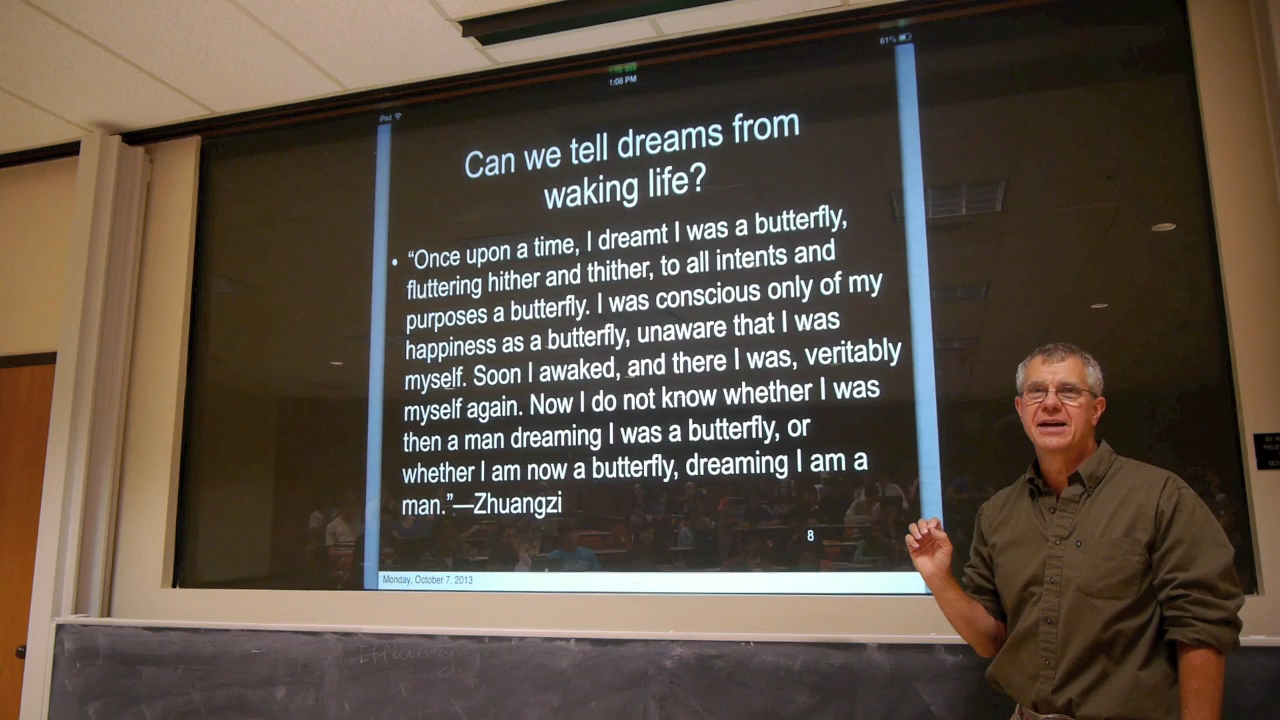 iPad
1:08 PM
61%
Can we tell dreams from
waking life?
• “Once upon a time, I dreamt I was a butterfly,
fluttering hither and thither, to all intents and
purposes a butterfly. I was conscious only of my
happiness as a butterfly, unaware that I was
myself. Soon I awaked, and there I was, veritably
myself again. Now I do not know whether I was
then a man dreaming I was a butterfly, or
whether I am now a butterfly, dreaming I am a
man.”—Zhuangzi
8
Monday, October 7, 2013
Efficiency